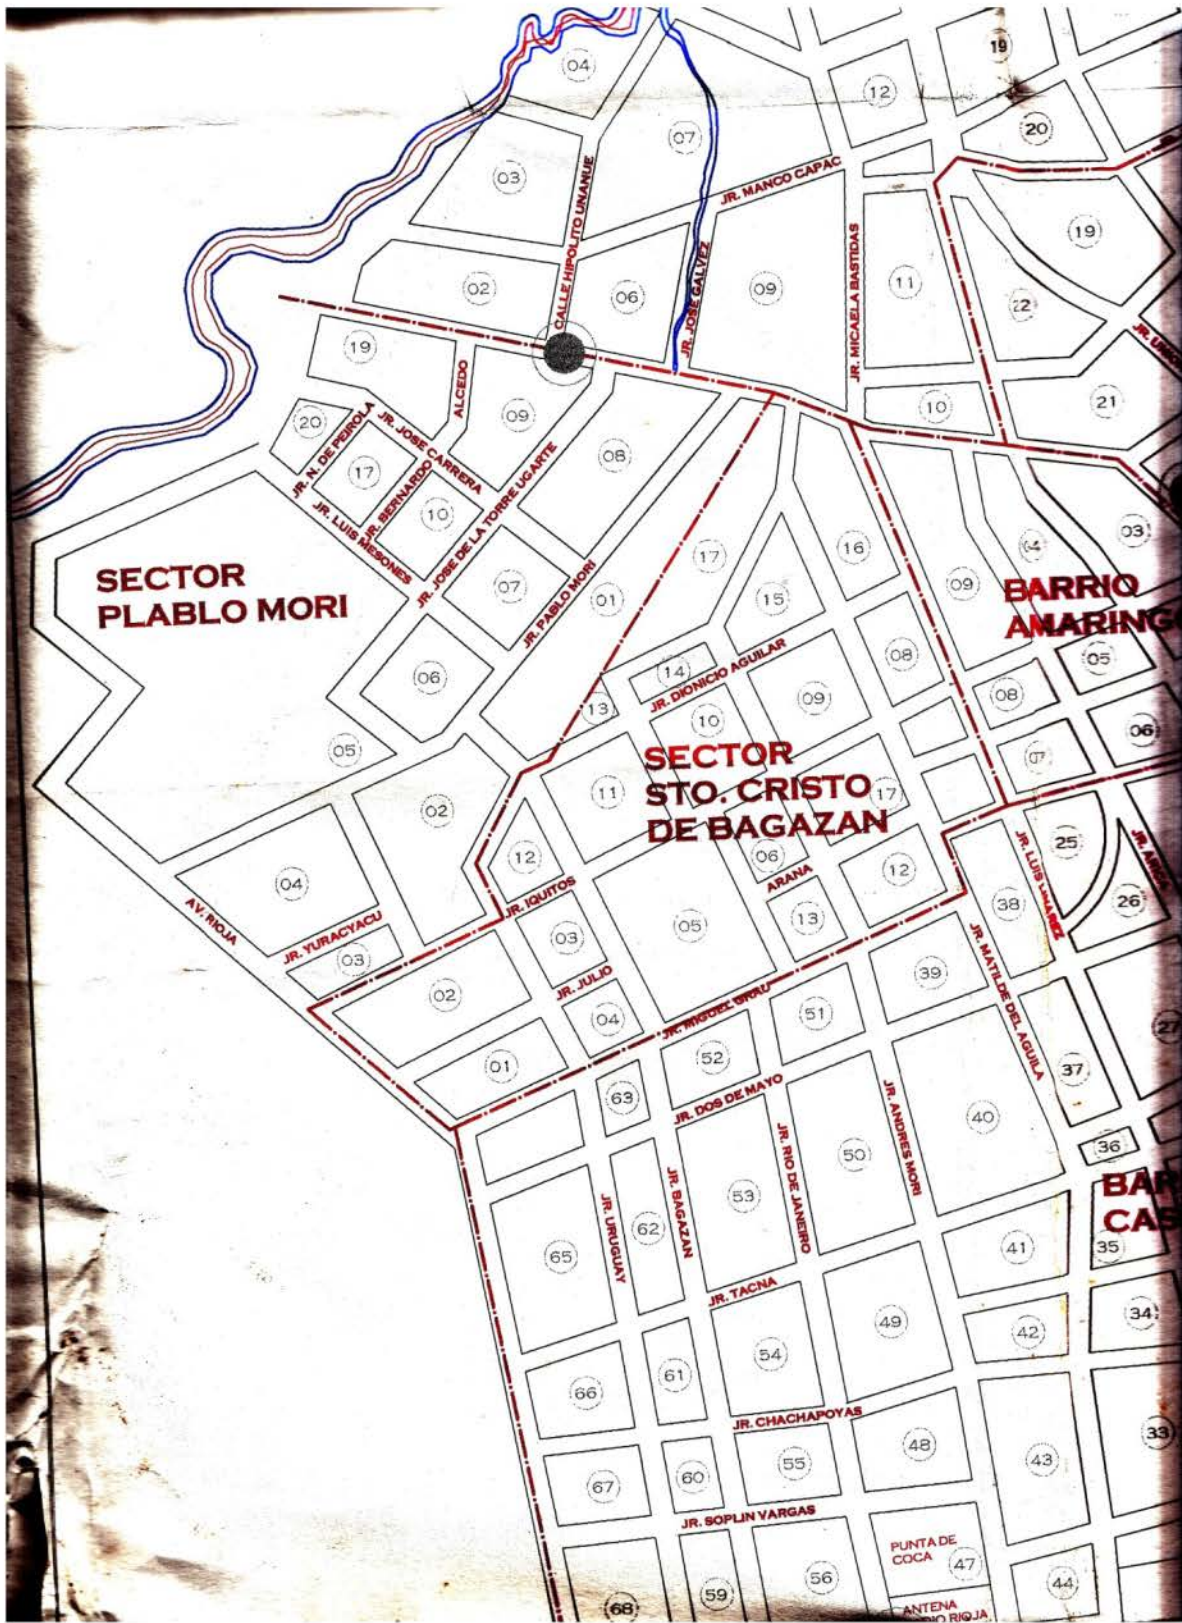 04
19
12
20
07
03
JR. MANCO CAPAC
CALLE HIPOLITO UNANUE
19
02
06
JR. JOSE GALVEZ
09
JR. MICAELA BASTIDAS
11
22
19
ALCEDO
09
10
21
20
JR. N. DE PEIROLA
JR. JOSE CARRERA
17
JR. BERNARDO
10
JR. LUIS MESONES
JR. JOSE DE LA TORRE UGARTE
08
07
JR. PABLO MORI
01
17
16
15
09
04
03
SECTOR
PLABLO MORI
BARRIO
05
06
05
14
13
JR. DIONICIO AGUILAR
10
09
08
08
07
06
SECTOR
STO. CRISTO
DE BAGAZAN
11
17
02
12
06
ARANA
12
13
25
26
JR. LUIS LINAREZ
38
04
AV. RIOJA
JR. YURACYACU
03
JR. IQUITOS
03
05
JR. JULIO
04
JR. MIGUEL GRAU
02
01
39
JR. MATILDE DEL AGUILA
51
52
27
37
63
JR. DOS DE MAYO
JR. ANDRES MORI
40
36
50
JR. RIO DE JANEIRO
53
JR. BAGAZAN
62
JR. URUGUAY
65
BAR
CAS
41
35
JR. TACNA
49
42
34
54
61
66
JR. CHACHAPOYAS
48
33
43
55
60
67
JR. SOPLIN VARGAS
PUNTA DE
COCA
47
56
44
59
68
ANTENA
RIOJA